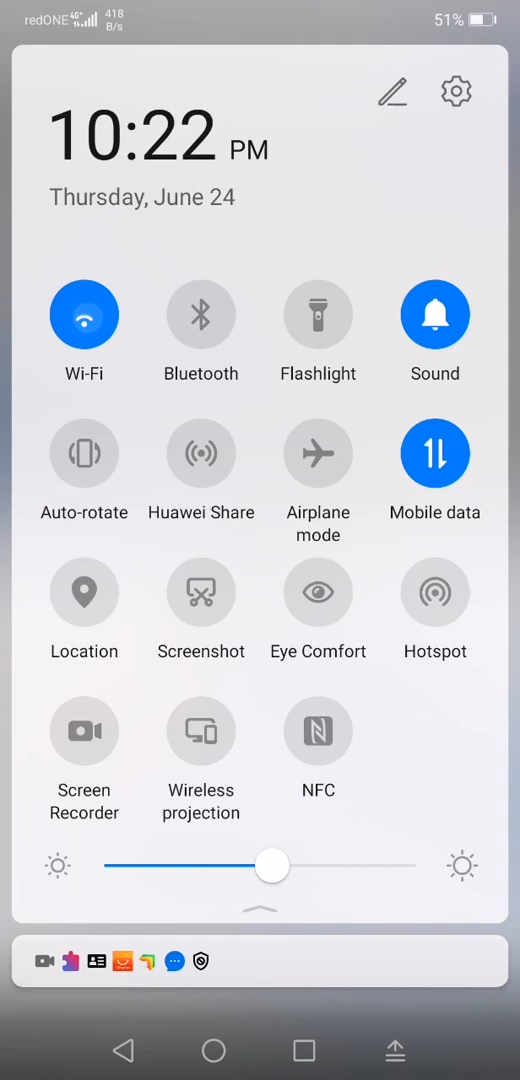 redONE 4G+ 418 B/s 51%
10:22 PM
Thursday, June 24
Wi-Fi Bluetooth Flashlight Sound
Auto-rotate Huawei Share Airplane mode Mobile data
Location Screenshot Eye Comfort Hotspot
Screen Recorder Wireless projection NFC